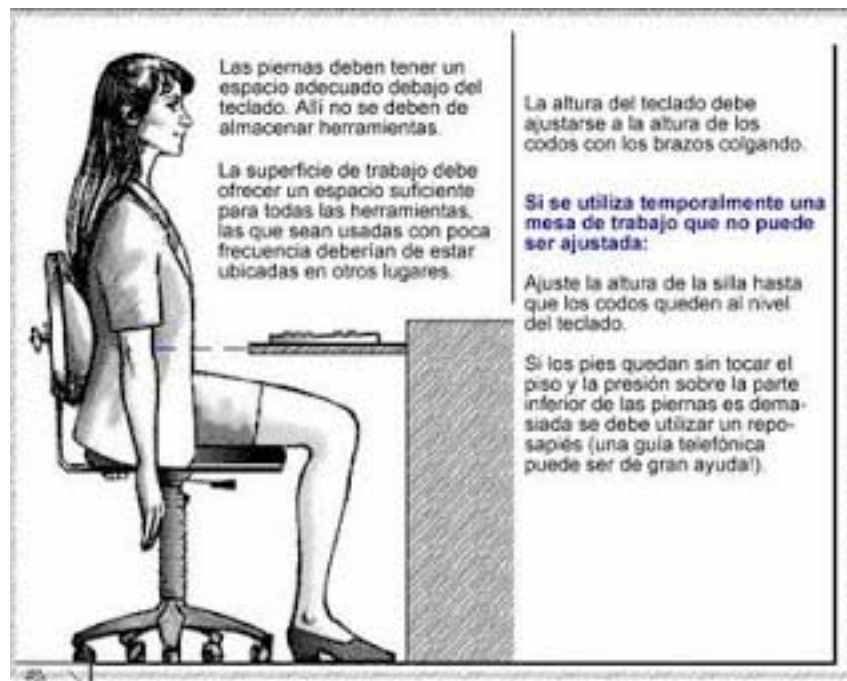 Las piernas deben tener un
espacio adecuado debajo del
teclado. Allí no se deben de
almacenar herramientas.
La superficie de trabajo debe
ofrecer un espacio suficiente
para todas las herramientas,
las que sean usadas con poca
frecuencia deberían de estar
ubicadas en otros lugares.
La altura del teclado debe
ajustarse a la altura de los
codos con los brazos colgando.
Si se utiliza temporalmente una
mesa de trabajo que no puede
ser ajustada:
Ajuste la altura de la silla hasta
que los codos queden al nivel
del teclado.
Si los pies quedan sin tocar el
piso y la presión sobre la parte
inferior de las piernas es dema-
siada se debe utilizar un repo-
sapiés (una guía telefónica
puede ser de gran ayuda!).